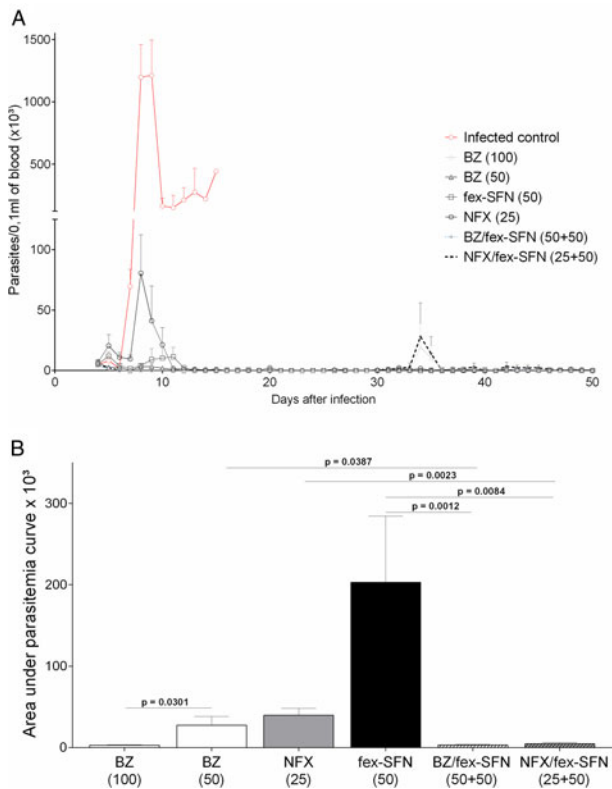 A
Parasites/0,1ml of blood (x10³)
1500
1000
500
100
50
0
0 10 20 30 40 50
Days after infection
Infected control
BZ (100)
BZ (50)
fex-SFN (50)
NFX (25)
BZ/fex-SFN (50+50)
NFX/fex-SFN (25+50)
B
Area under parasitemia curve x 10³
300
200
100
0
p = 0.0387
p = 0.0023
p = 0.0084
p = 0.0012
p = 0.0301
BZ BZ NFX fex-SFN BZ/fex-SFN NFX/fex-SFN
(100) (50) (25) (50) (50+50) (25+50)